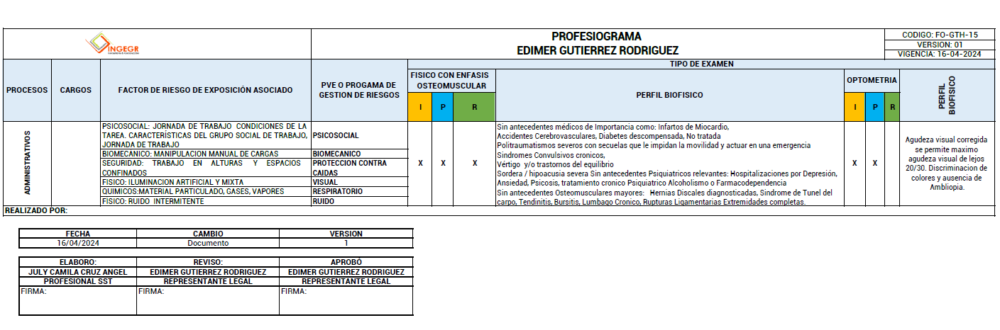 INGEGR
PROFESIOGRAMA
EDIMER GUTIERREZ RODRIGUEZ
CODIGO: FO-GTH-15
VERSION: 01
VIGENCIA: 16-04-2024
PROCESOS
CARGOS
FACTOR DE RIESGO DE EXPOSICIÓN ASOCIADO
PVE O PROGAMA DE
GESTION DE RIESGOS
TIPO DE EXAMEN
FISICO CON ENFASIS
OSTEOMUSCULAR
I P R
PERFIL BIOFISICO
OPTOMETRIA
I P R
PERFIL
BIOFISICO
ADMINISTRATIVOS
PSICOSOCIAL: JORNADA DE TRABAJO CONDICIONES DE LA
TAREA. CARACTERÍSTICAS DEL GRUPO SOCIAL DE TRABAJO,
JORNADA DE TRABAJO
PSICOSOCIAL
BIOMECÁNICO: MANIPULACION MANUAL DE CARGAS
BIOMECANICO
SEGURIDAD: TRABAJO EN ALTURAS Y ESPACIOS
CONFINADOS
PROTECCION CONTRA
CAIDAS
FISICO: ILUMINACION ARTIFICIAL Y MIXTA
VISUAL
QUIMICOS:MATERIAL PARTICULADO, GASES, VAPORES
RESPIRATORIO
FISICO: RUIDO INTERMITENTE
RUIDO
X X X
Sin antecedentes médicos de Importancia como: Infartos de Miocardio,
Accidentes Cerebrovasculares, Diabetes descompensada, No tratada
Politraumatismos severos con secuelas que le impidan la movilidad y actuar en una emergencia
Sindromes Convulsivos cronicos,
Vértigo y/o trastornos del equilibrio
Sordera / hipoacusia severa Sin antecedentes Psiquiatricos relevantes: Hospitalizaciones por Depresión,
Ansiedad, Psicosis, tratamiento cronico Psiquiatrico Alcoholismo o Farmacodependencia
Sin antecedentes Osteomusculares mayores: Hernias Discales diagnosticadas, Sindrome de Tunel del
carpo, Tendinitis, Bursitis, Lumbago Cronico, Rupturas Ligamentarias Extremidades completas.
X X
Agudeza visual corregida
se permite maximo
agudeza visual de lejos
20/30. Discriminacion de
colores y ausencia de
Ambliopia.
REALIZADO POR:
FECHA CAMBIO VERSION
16/04/2024 Documento 1
ELABORO: REVISO: APROBÓ
JULY CAMILA CRUZ ANGEL EDIMER GUTIERREZ RODRIGUEZ EDIMER GUTIERREZ RODRIGUEZ
PROFESIONAL SST REPRESENTANTE LEGAL REPRESENTANTE LEGAL
FIRMA: FIRMA: FIRMA: